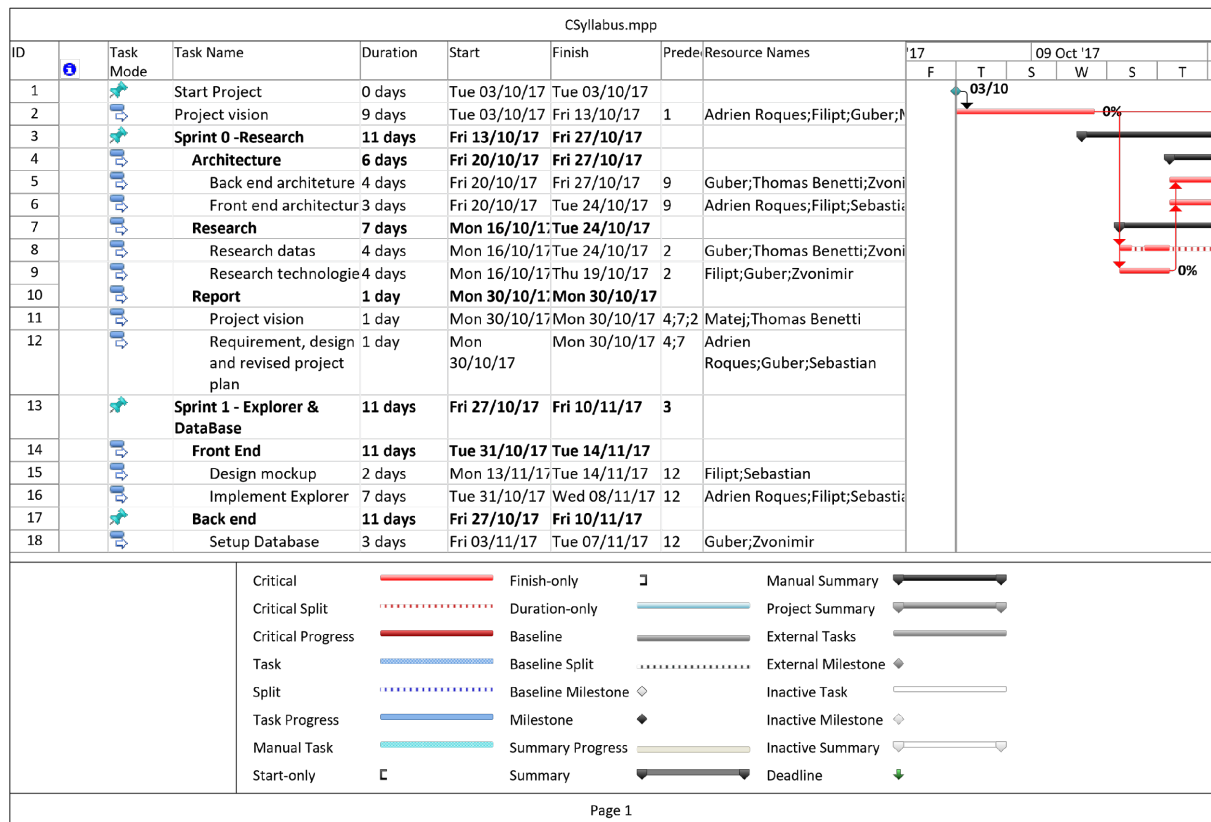 CSyllabus.mpp
ID Task Mode Task Name Duration Start Finish Prede Resource Names '17 09 Oct '17
F T S W S T
1 Start Project 0 days Tue 03/10/17 Tue 03/10/17 03/10
2 Project vision 9 days Tue 03/10/17 Fri 13/10/17 1 Adrien Roques;Filipt;Guber; 0%
3 Sprint 0 -Research 11 days Fri 13/10/17 Fri 27/10/17
4 Architecture 6 days Fri 20/10/17 Fri 27/10/17
5 Back end architeture 4 days Fri 20/10/17 Fri 27/10/17 9 Guber;Thomas Benetti;Zvoni
6 Front end architectur 3 days Fri 20/10/17 Tue 24/10/17 9 Adrien Roques;Filipt;Sebastia
7 Research 7 days Mon 16/10/17 Tue 24/10/17
8 Research datas 4 days Mon 16/10/17 Tue 24/10/17 2 Guber;Thomas Benetti;Zvoni
9 Research technologie 4 days Mon 16/10/17 Thu 19/10/17 2 Filipt;Guber;Zvonimir 0%
10 Report 1 day Mon 30/10/17 Mon 30/10/17
11 Project vision 1 day Mon 30/10/17 Mon 30/10/17 4;7;2 Matej;Thomas Benetti
12 Requirement, design 1 day Mon Mon 30/10/17 4;7 Adrien
and revised project 30/10/17 Roques;Guber;Sebastian
plan
13 Sprint 1 - Explorer & 11 days Fri 27/10/17 Fri 10/11/17 3
DataBase
14 Front End 11 days Tue 31/10/17 Tue 14/11/17
15 Design mockup 2 days Mon 13/11/17 Tue 14/11/17 12 Filipt;Sebastian
16 Implement Explorer 7 days Tue 31/10/17 Wed 08/11/17 12 Adrien Roques;Filipt;Sebastia
17 Back end 11 days Fri 27/10/17 Fri 10/11/17
18 Setup Database 3 days Fri 03/11/17 Tue 07/11/17 12 Guber;Zvonimir
Critical Finish-only Manual Summary
Critical Split Duration-only Project Summary
Critical Progress Baseline External Tasks
Task Baseline Split External Milestone
Split Baseline Milestone Inactive Task
Task Progress Milestone Inactive Milestone
Manual Task Summary Progress Inactive Summary
Start-only Summary Deadline
Page 1